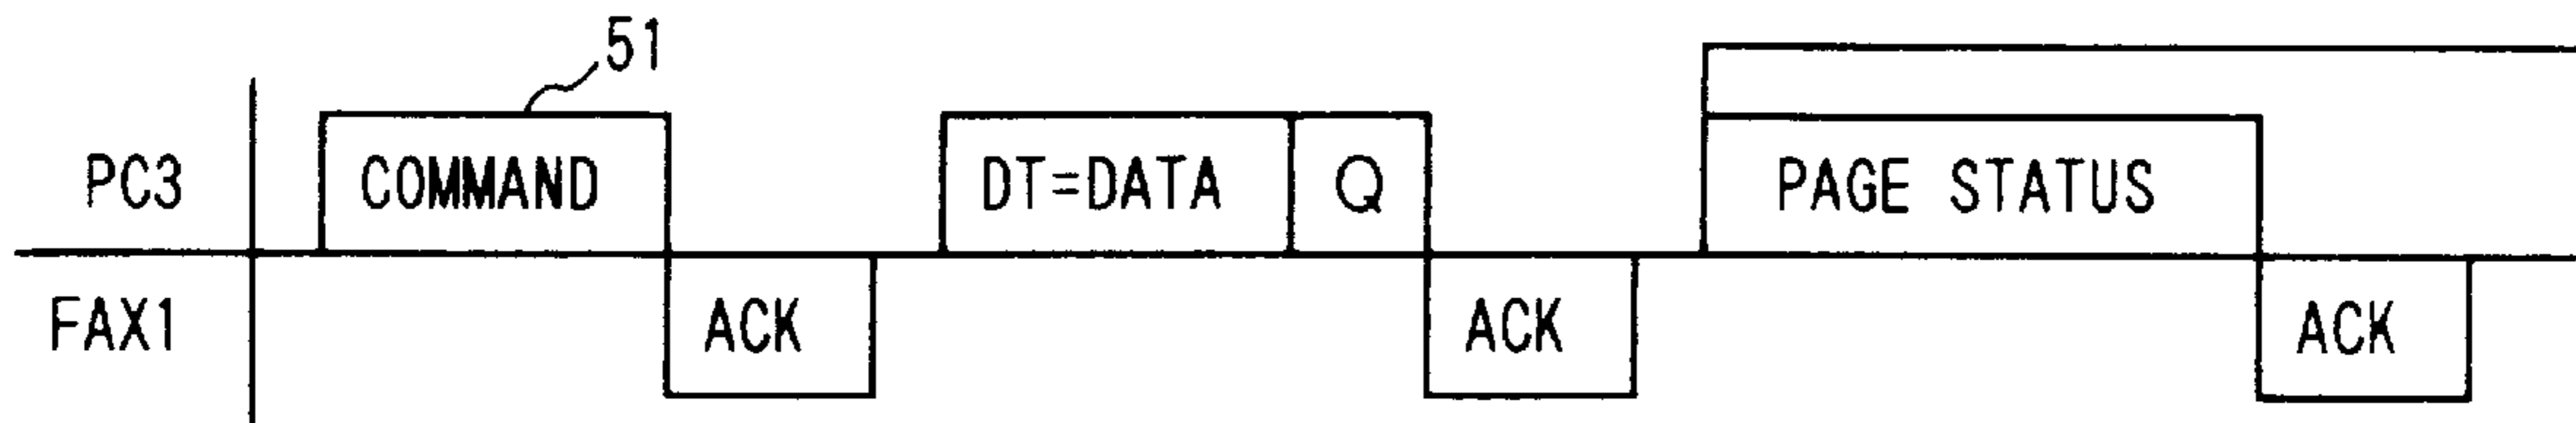 51
PC3 COMMAND DT=DATA Q PAGE STATUS
FAX1 ACK ACK ACK